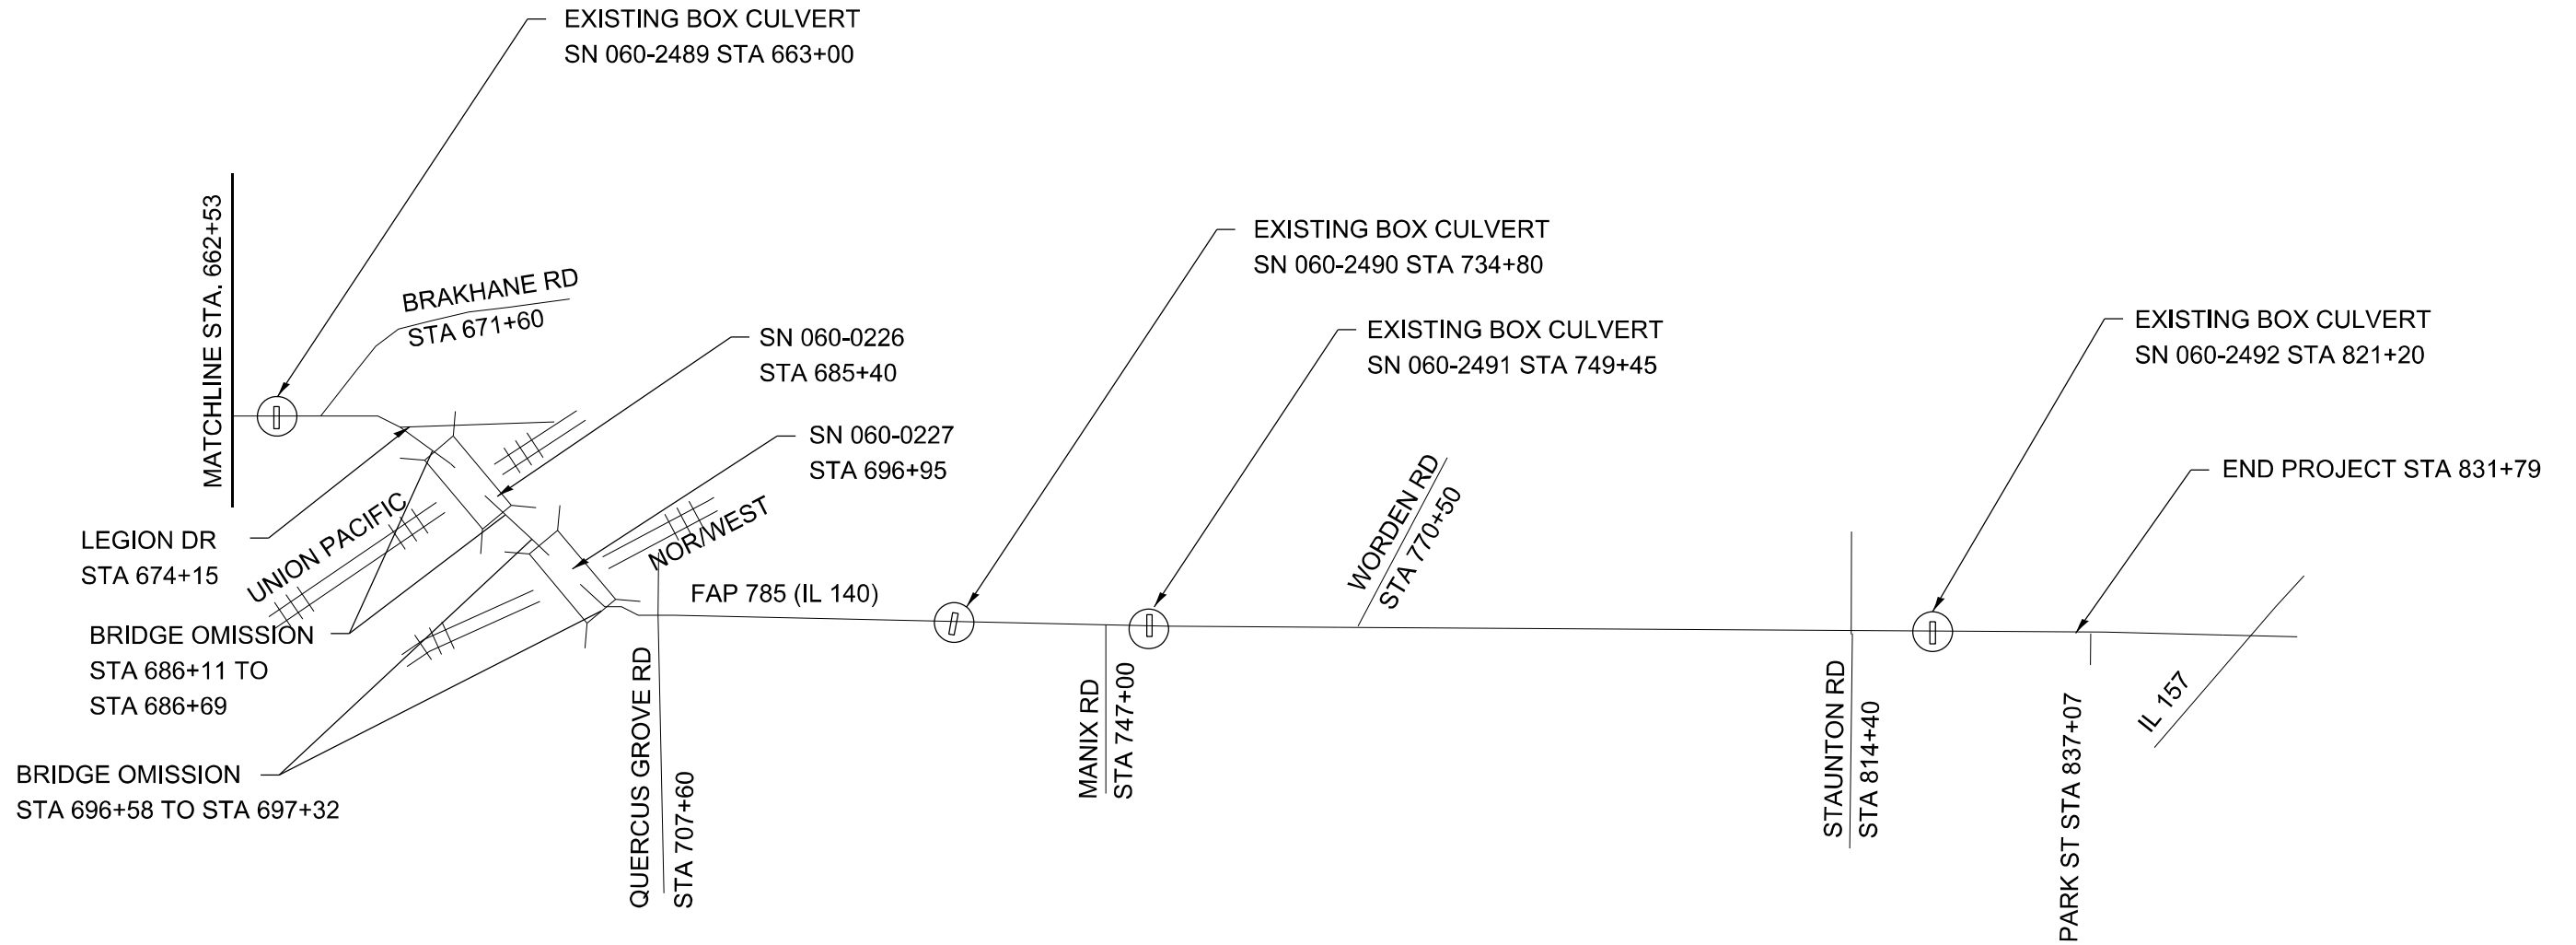 EXISTING BOX CULVERT
SN 060-2489 STA 663+00
MATCHLINE STA. 662+53
BRAKHANE RD
STA 671+60
SN 060-0226
STA 685+40
SN 060-0227
STA 696+95
EXISTING BOX CULVERT
SN 060-2490 STA 734+80
EXISTING BOX CULVERT
SN 060-2491 STA 749+45
EXISTING BOX CULVERT
SN 060-2492 STA 821+20
END PROJECT STA 831+79
WORDEN RD
STA 770+50
LEGION DR
STA 674+15
UNION PACIFIC
NOR/WEST
FAP 785 (IL 140)
BRIDGE OMISSION
STA 686+11 TO
STA 686+69
BRIDGE OMISSION
STA 696+58 TO STA 697+32
QUERCUS GROVE RD
STA 707+60
MANIX RD
STA 747+00
STAUNTON RD
STA 814+40
PARK ST STA 837+07
IL 157